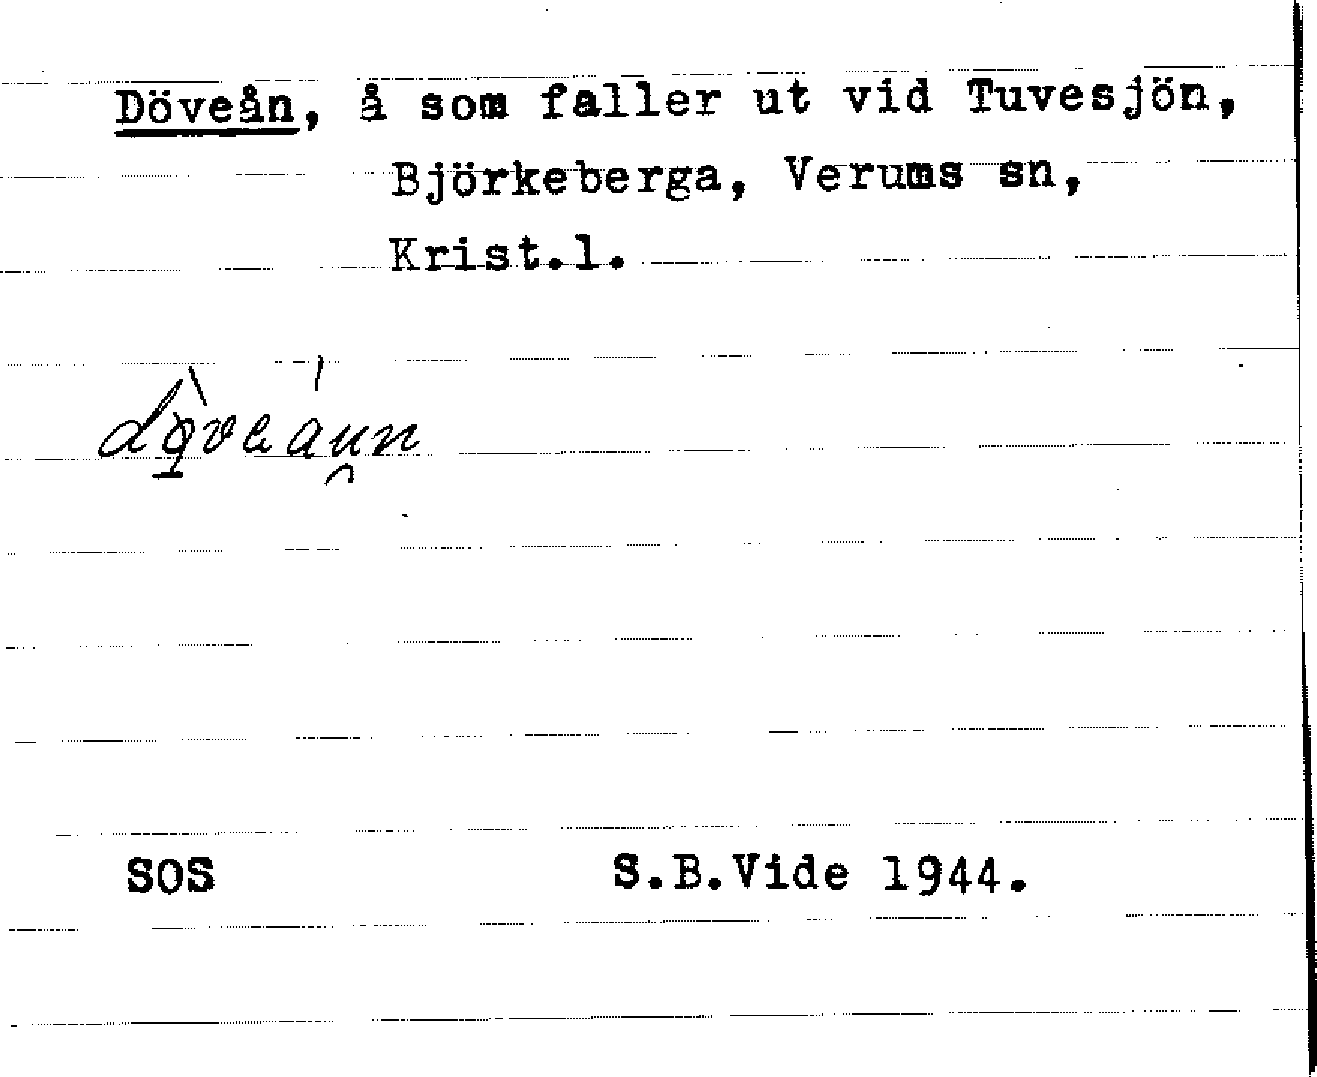 Döveån, å som faller ut vid Tuvesjön,
Björkeberga, Verums sn,
Krist.l.
SOS S.B.Vide 1944.